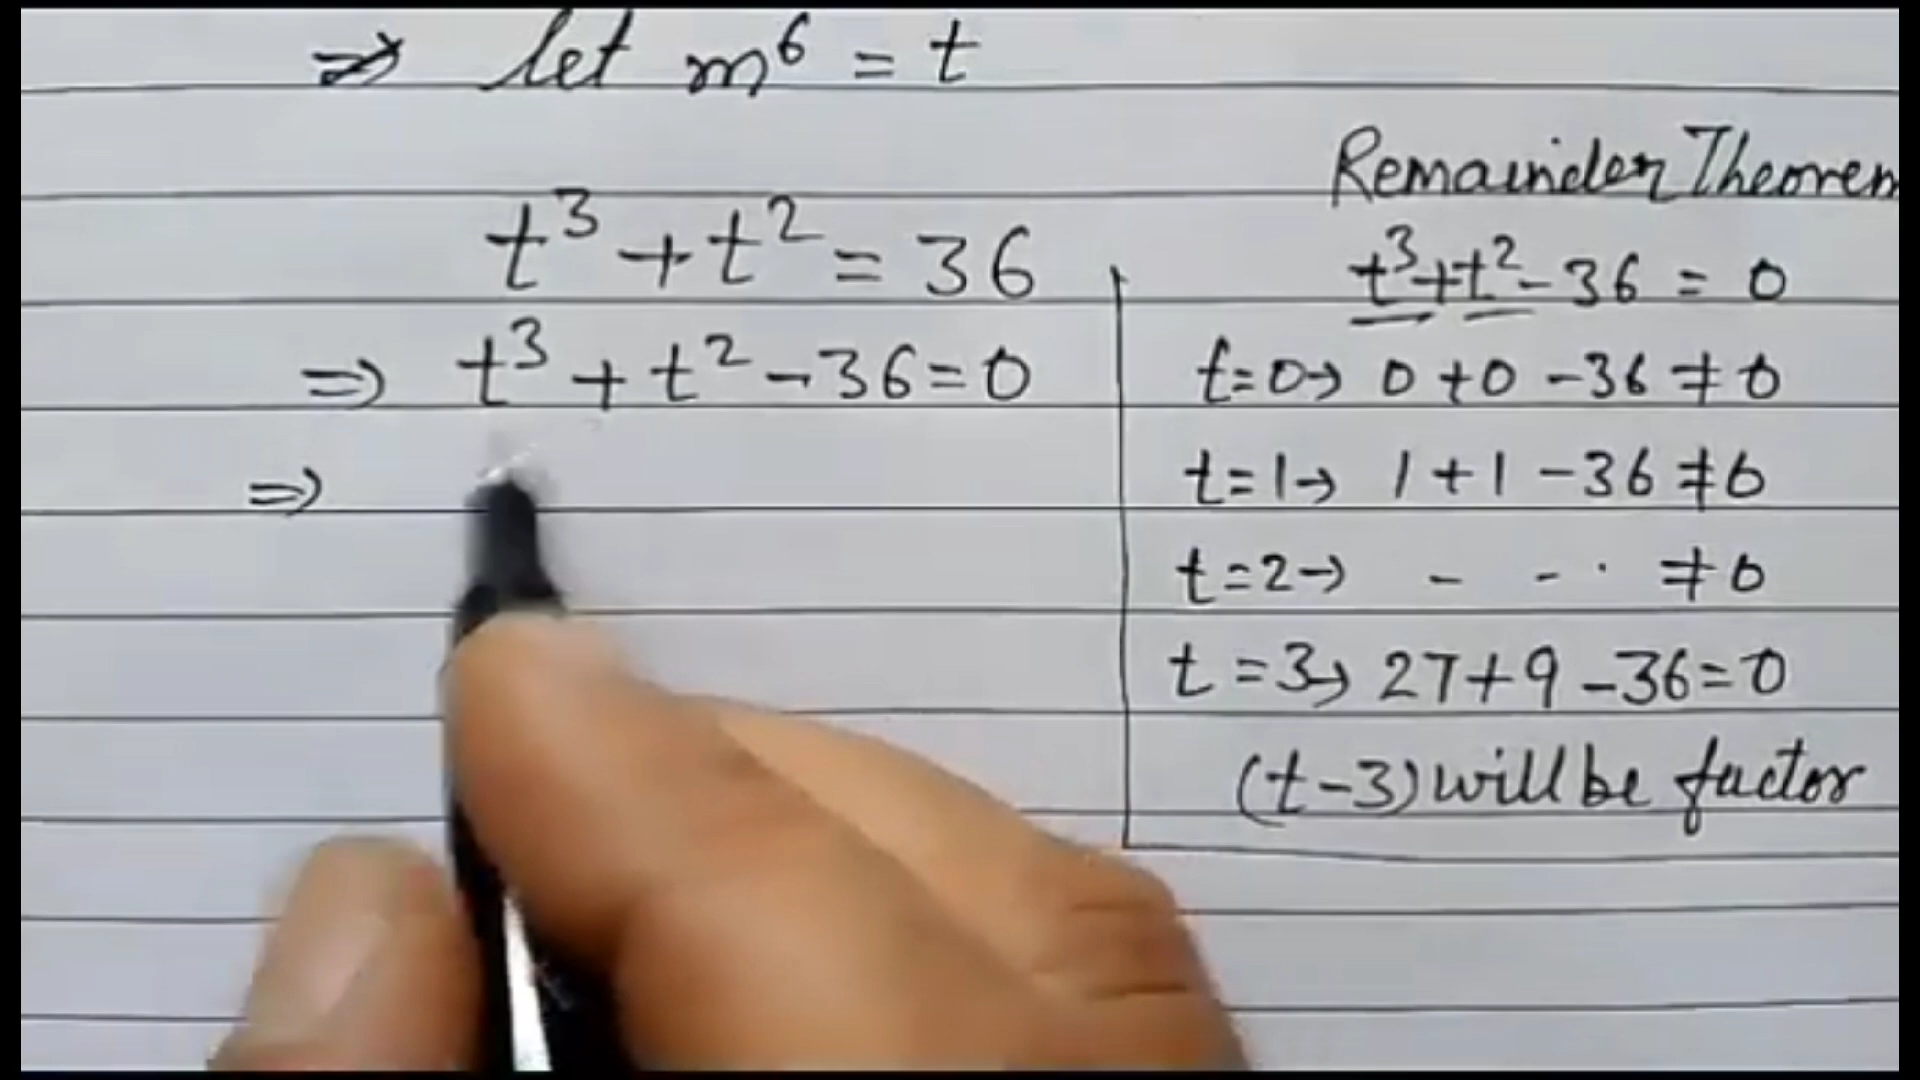 ⇒ let m⁶ = t
t³ + t² = 36
⇒ t³ + t² - 36 = 0
⇒
Remainder Theorem
t³ + t² - 36 = 0
t = 0 → 0 + 0 - 36 ≠ 0
t = 1 → 1 + 1 - 36 ≠ 0
t = 2 → - - · ≠ 0
t = 3 → 27 + 9 - 36 = 0
(t - 3) will be factor